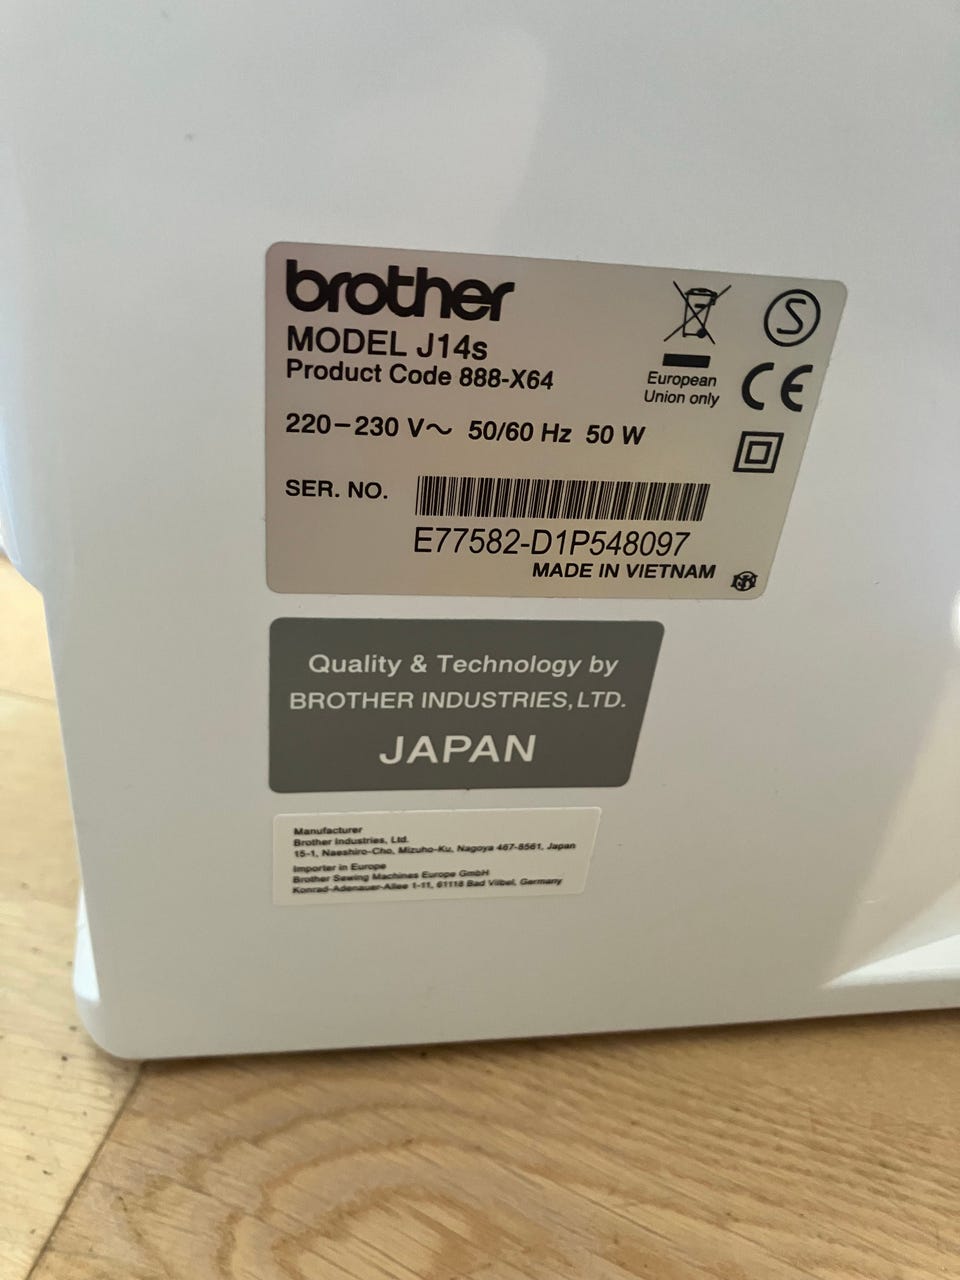 brother
MODEL J14s
Product Code 888-X64
220-230 V~ 50/60 Hz 50 W
SER. NO.
E77582-D1P548097
MADE IN VIETNAM
European
Union only
S
CE
Quality & Technology by
BROTHER INDUSTRIES,LTD.
JAPAN
Manufacturer
Brother Industries, Ltd.
15-1, Naeshiro-Cho, Mizuho-Ku, Nagoya 467-8561, Japan
Importer in Europe
Brother Sewing Machines Europe GmbH
Konrad-Adenauer-Allee 1-11, 61118 Bad Vilbel, Germany